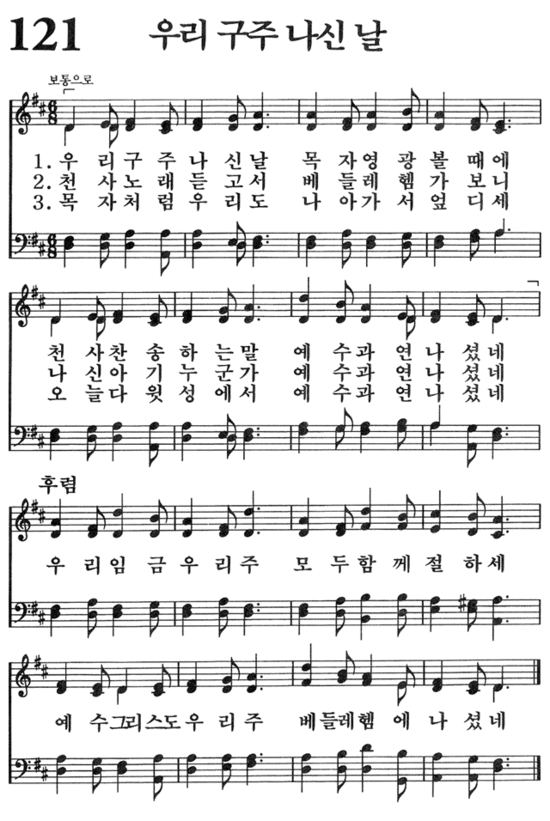 121 우리 구주 나신 날
보통으로
1. 우 리 구 주 나 신 날 목 자 영 광 볼 때 에
2. 천 사 노 래 듣 고 서 베 들 레 헴 가 보 니
3. 목 자 처 럼 우 리 도 나 아 가 서 엎 디 세
천 사 찬 송 하 는 말 예 수 과 연 나 셨 네
나 신 아 기 누 군 가 예 수 과 연 나 셨 네
오 늘 다 윗 성 에 서 예 수 과 연 나 셨 네
후렴
우 리 임 금 우 리 주 모 두 함 께 절 하 세
예 수 그리스도 우 리 주 베들레헴 에 나 셨 네